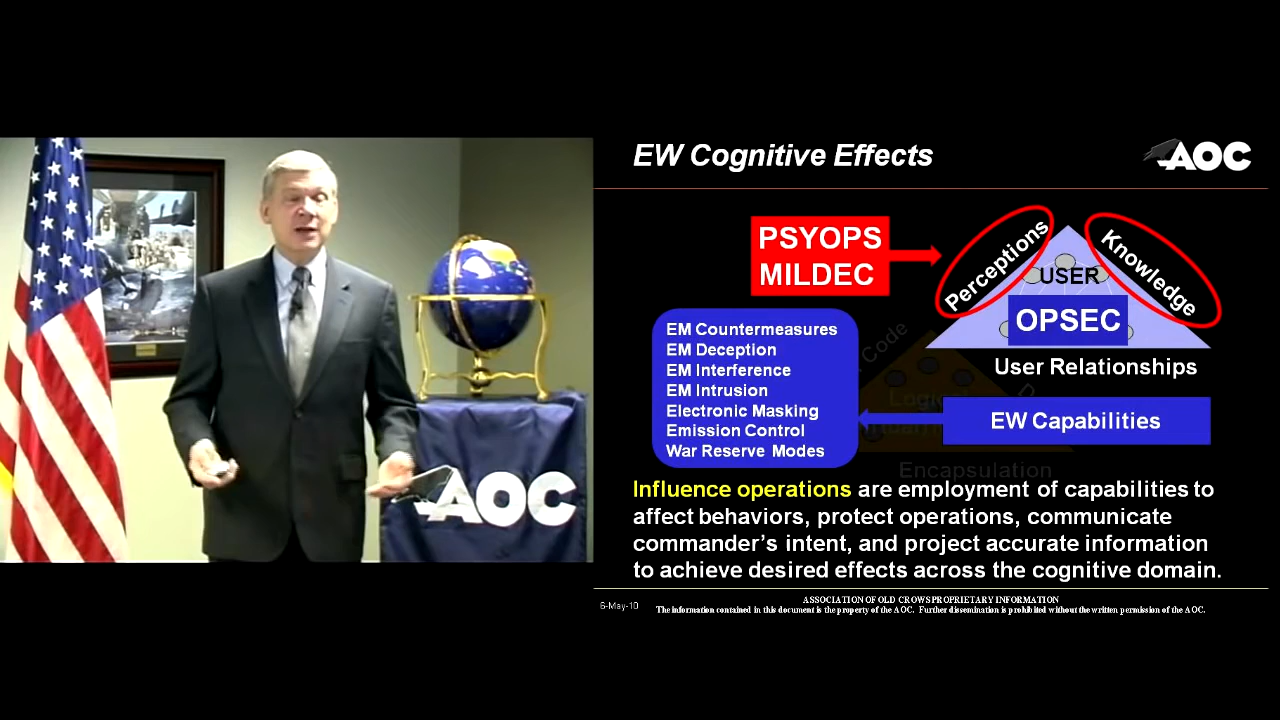 EW Cognitive Effects
AOC
PSYOPS
MILDEC
Perceptions
Knowledge
USER
OPSEC
User Relationships
EM Countermeasures
EM Deception
EM Interference
EM Intrusion
Electronic Masking
Emission Control
War Reserve Modes
Code
EW Capabilities
Encapsulation
Influence operations are employment of capabilities to
affect behaviors, protect operations, communicate
commander's intent, and project accurate information
to achieve desired effects across the cognitive domain.
AOC
6-May-10
ASSOCIATION OF OLD CROWS PROPRIETARY INFORMATION
The information contained in this document is the property of the AOC. Further dissemination is prohibited without the written permission of the AOC.